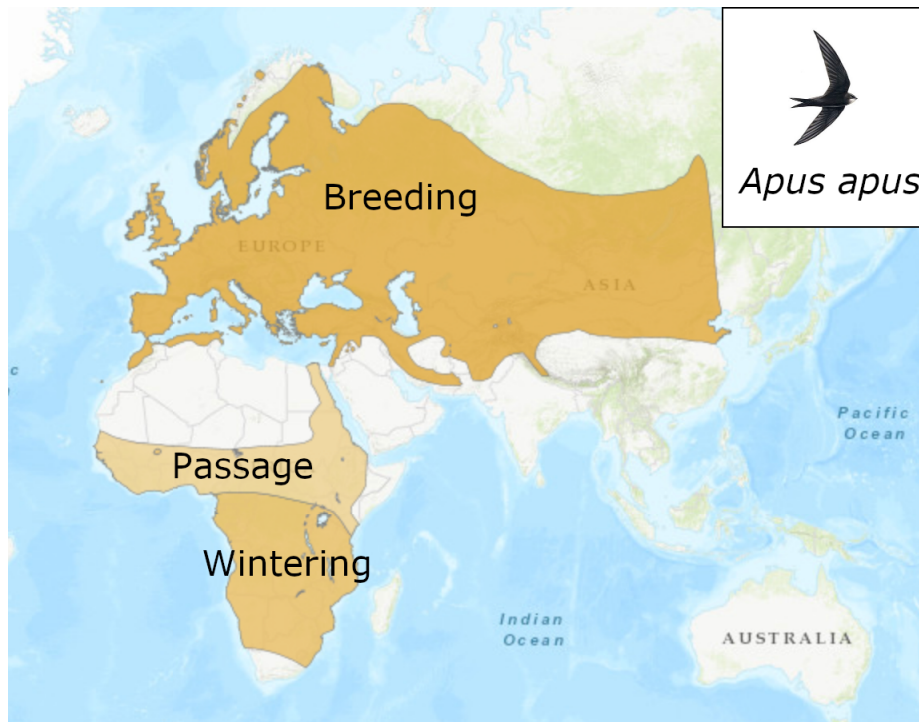 Apus apus
Breeding
EUROPE
ASIA
Pacific
Ocean
Passage
Wintering
Indian
Ocean
AUSTRALIA
c